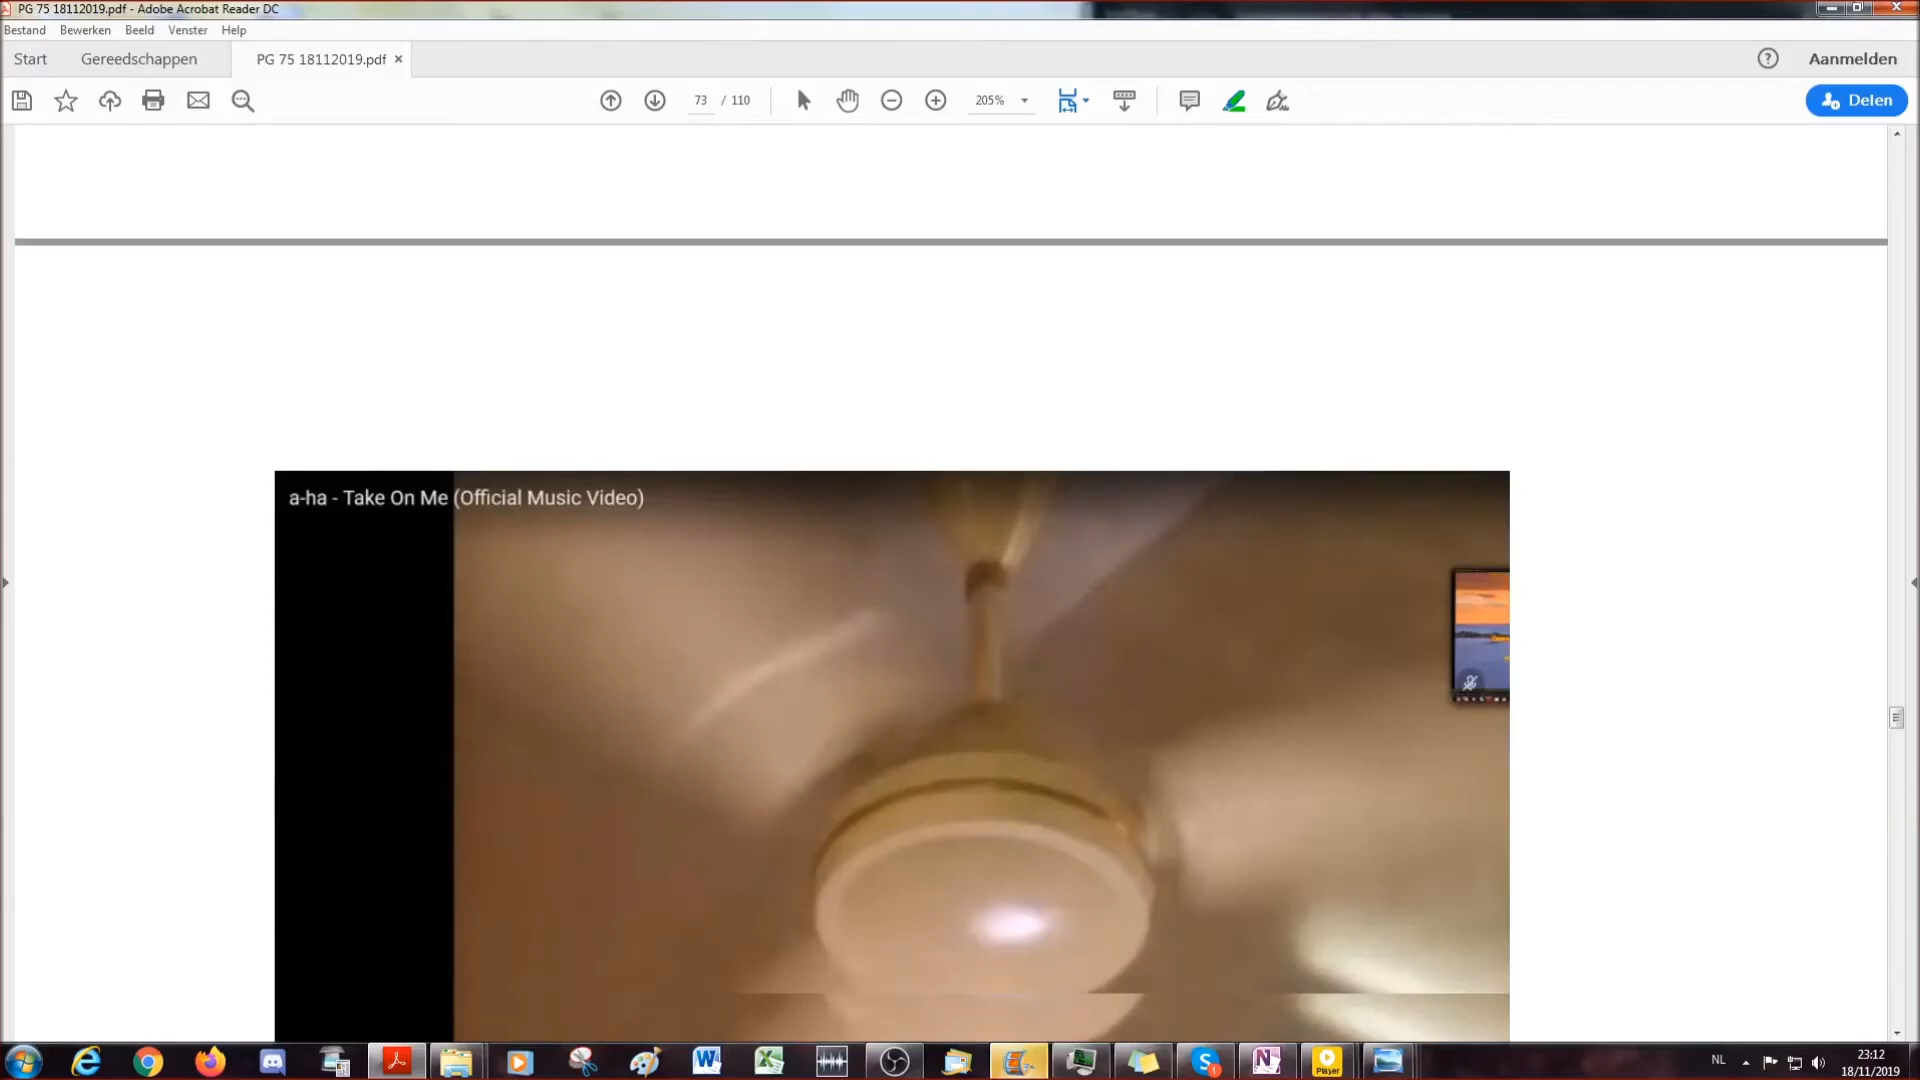 PG 75 18112019.pdf - Adobe Acrobat Reader DC
Bestand Bewerken Beeld Venster Help
Start Gereedschappen PG 75 18112019.pdf × Aanmelden
73 / 110 205% Delen
a-ha - Take On Me (Official Music Video)
NL 23:12
18/11/2019